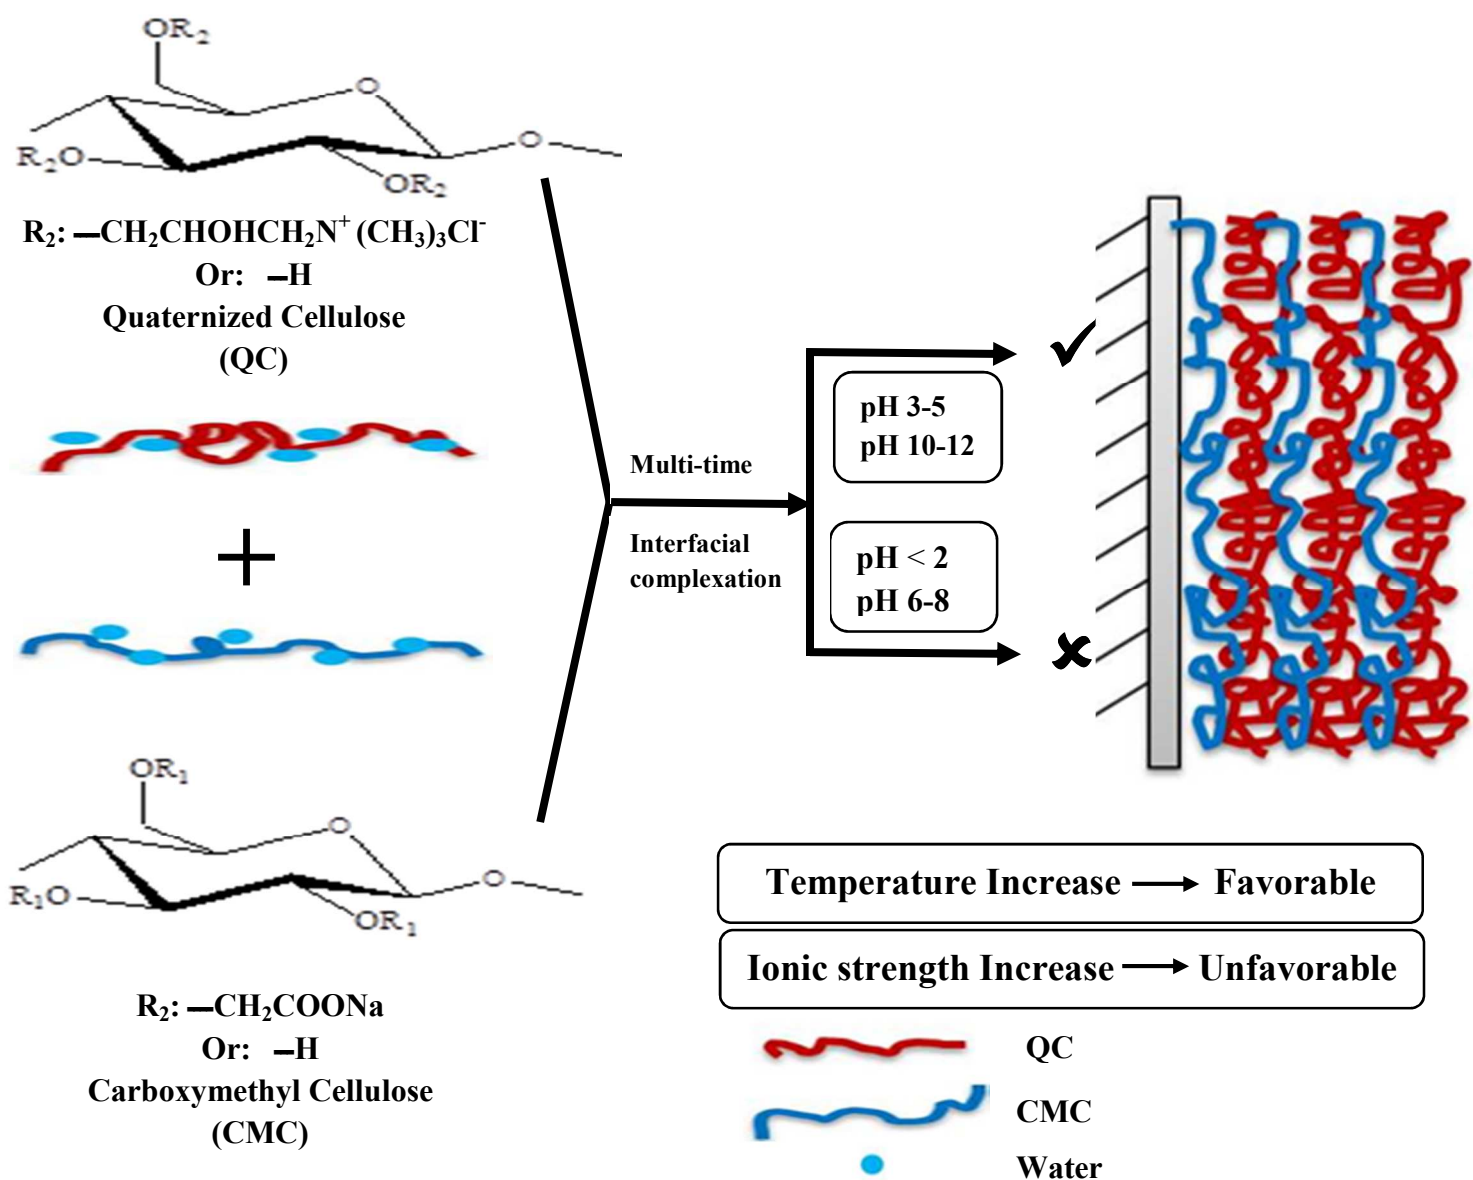 OR₂
O
O
R₂O
OR₂
R₂: —CH₂CHOHCH₂N⁺ (CH₃)₃Cl⁻
Or: —H
Quaternized Cellulose
(QC)
+
OR₁
O
O
R₁O
OR₁
R₂: —CH₂COONa
Or: —H
Carboxymethyl Cellulose
(CMC)
Multi-time
Interfacial
complexation
pH 3-5
pH 10-12
pH < 2
pH 6-8
Temperature Increase → Favorable
Ionic strength Increase → Unfavorable
QC
CMC
Water